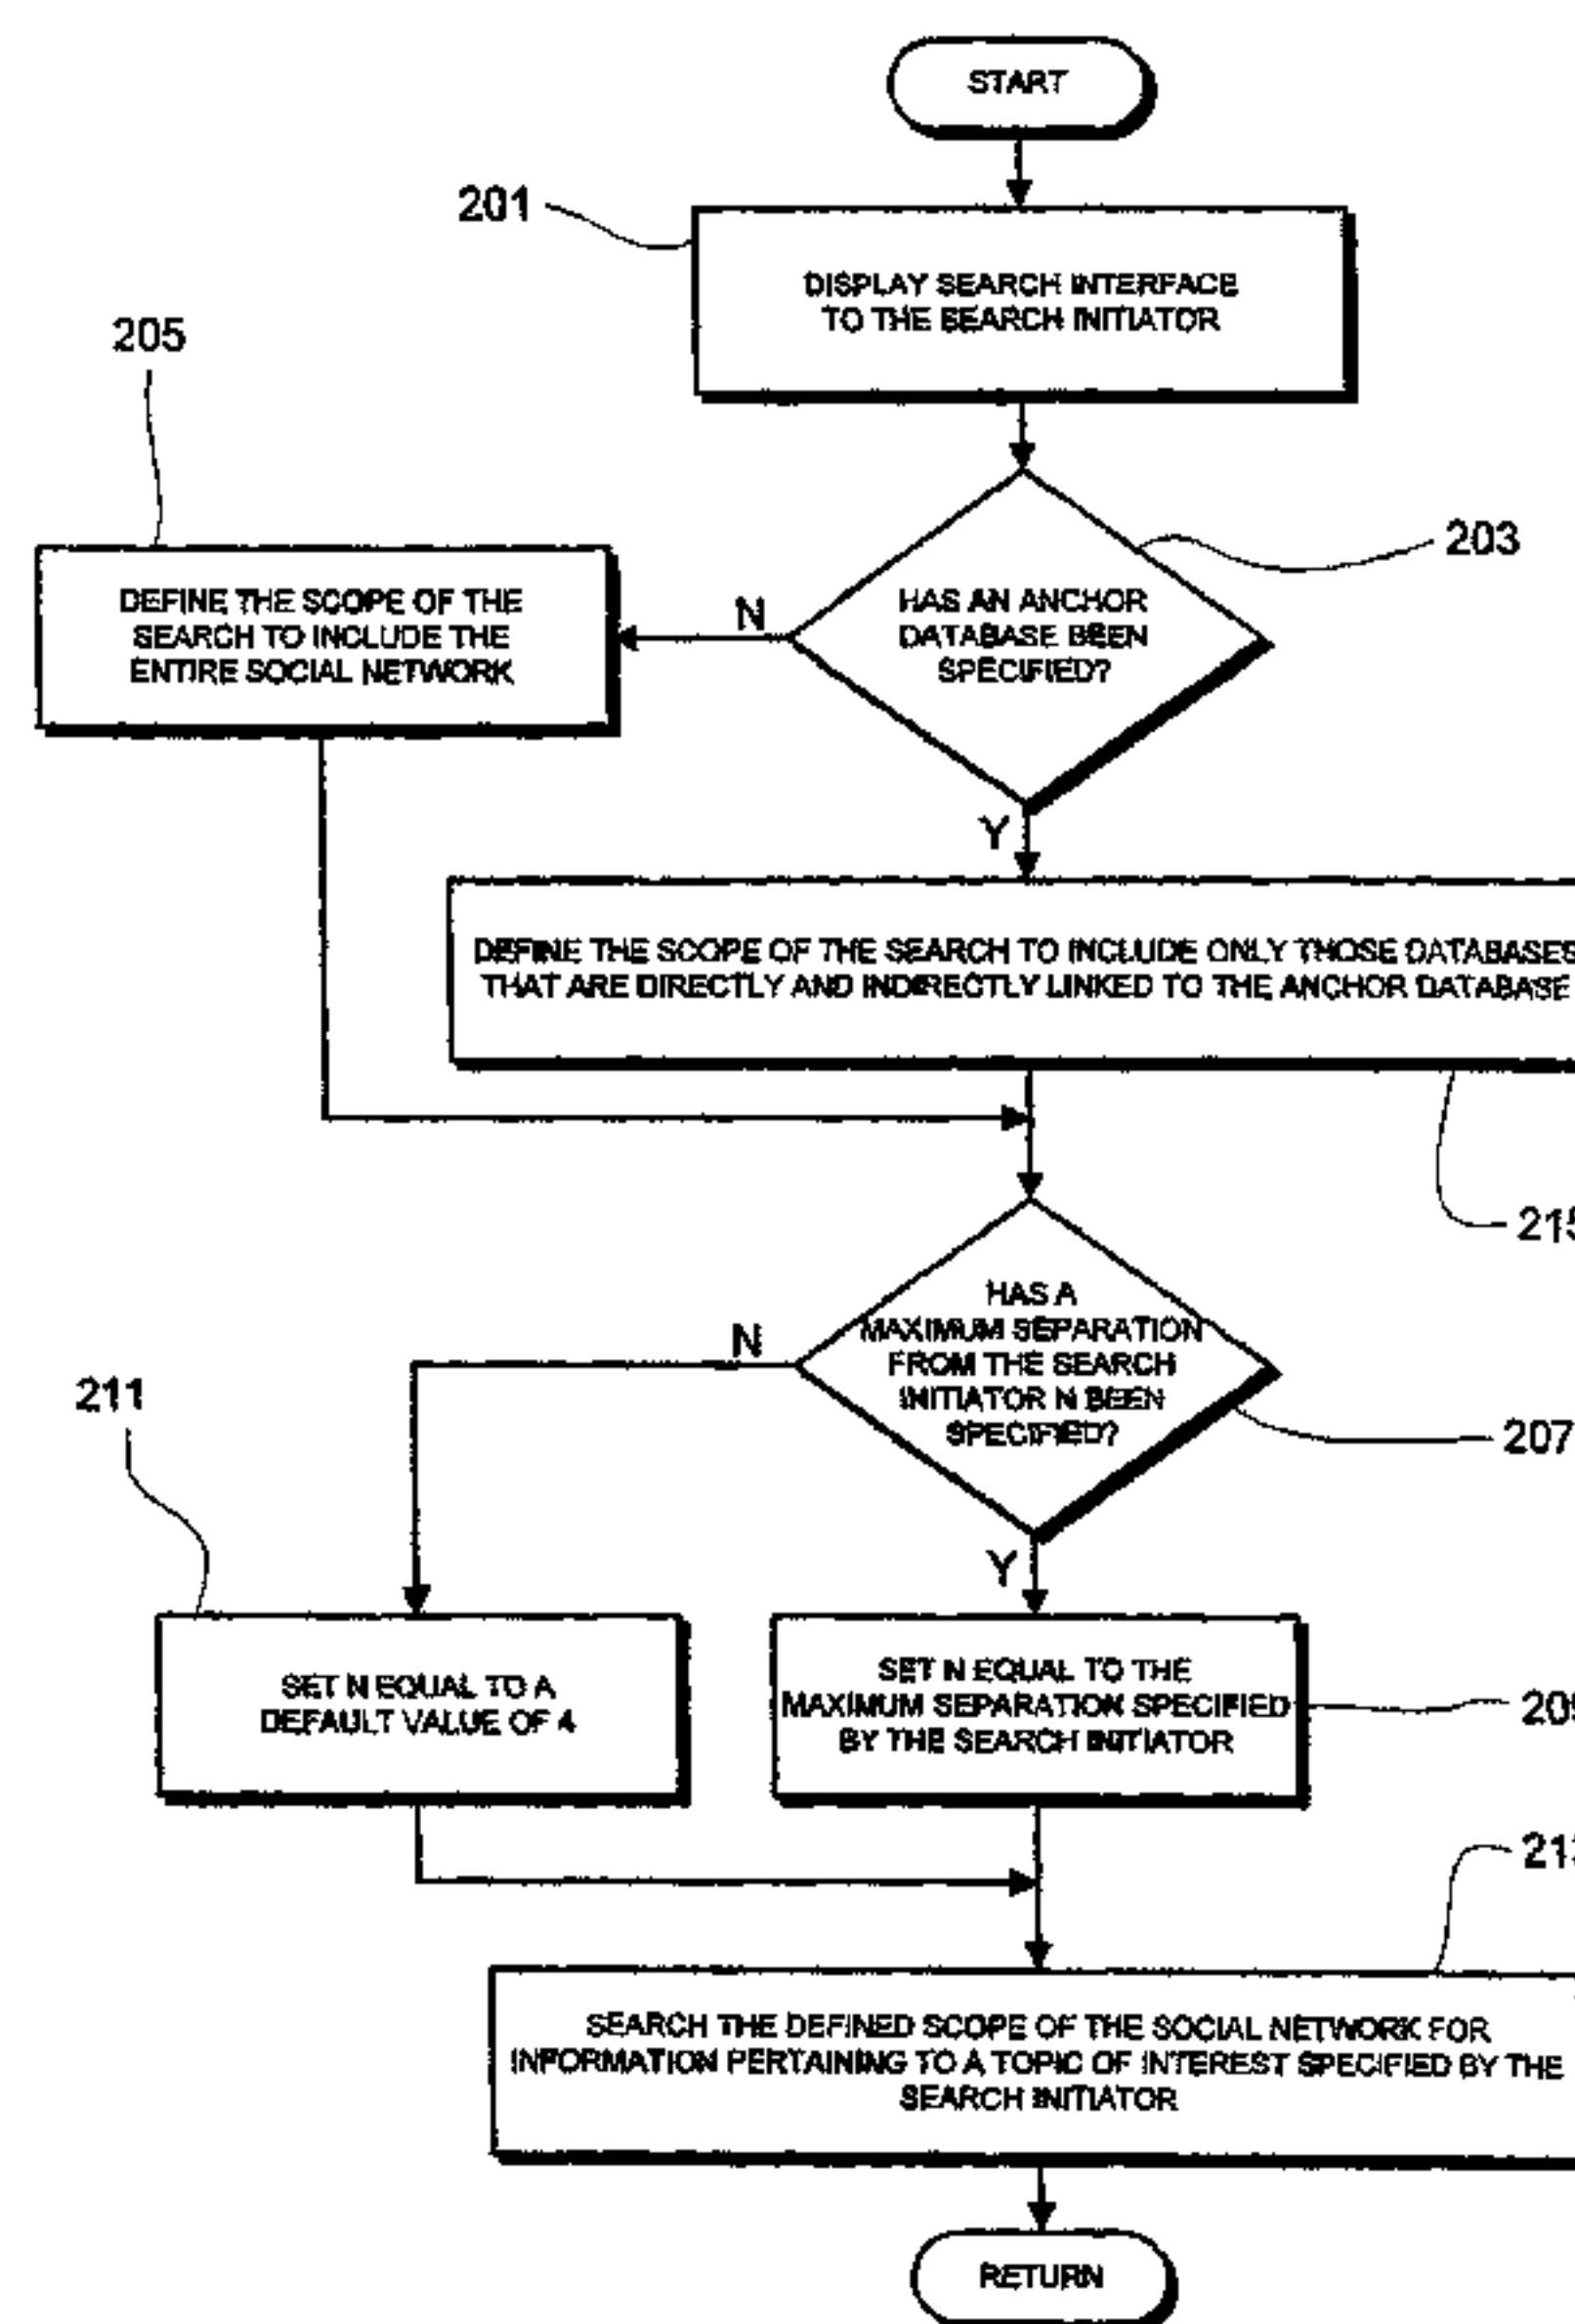 START
201
DISPLAY SEARCH INTERFACE
TO THE SEARCH INITIATOR
205
203
DEFINE THE SCOPE OF THE
SEARCH TO INCLUDE THE
ENTIRE SOCIAL NETWORK
N
HAS AN ANCHOR
DATABASE BEEN
SPECIFIED?
Y
DEFINE THE SCOPE OF THE SEARCH TO INCLUDE ONLY THOSE DATABASES
THAT ARE DIRECTLY AND INDIRECTLY LINKED TO THE ANCHOR DATABASE
215
HAS A
MAXIMUM SEPARATION
FROM THE SEARCH
INITIATOR N BEEN
SPECIFIED?
N
211
207
Y
SET N EQUAL TO A
DEFAULT VALUE OF 4
SET N EQUAL TO THE
MAXIMUM SEPARATION SPECIFIED
BY THE SEARCH INITIATOR
209
213
SEARCH THE DEFINED SCOPE OF THE SOCIAL NETWORK FOR
INFORMATION PERTAINING TO A TOPIC OF INTEREST SPECIFIED BY THE
SEARCH INITIATOR
RETURN